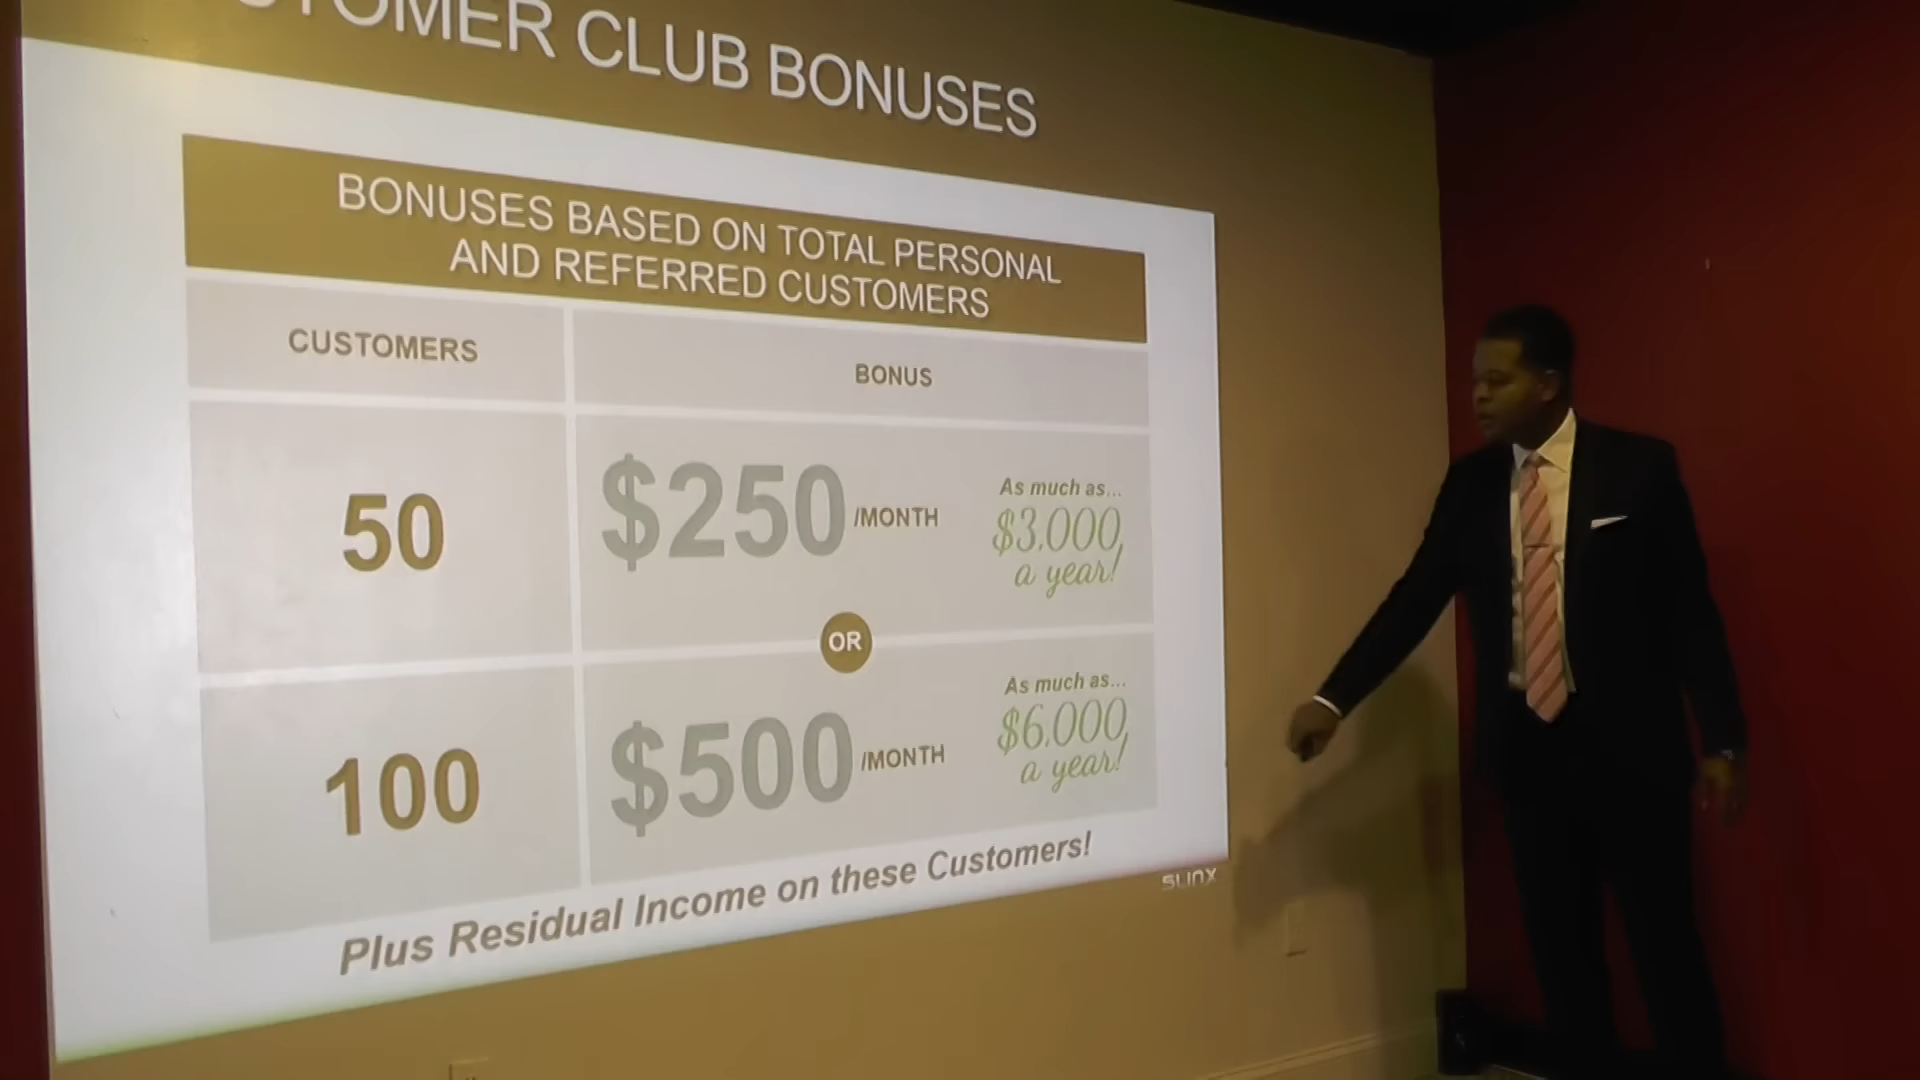 TOMER CLUB BONUSES
BONUSES BASED ON TOTAL PERSONAL
AND REFERRED CUSTOMERS
CUSTOMERS
BONUS
50
$250 /MONTH
As much as...
$3,000
a year!
OR
100
$500 /MONTH
As much as...
$6,000
a year!
Plus Residual Income on these Customers!